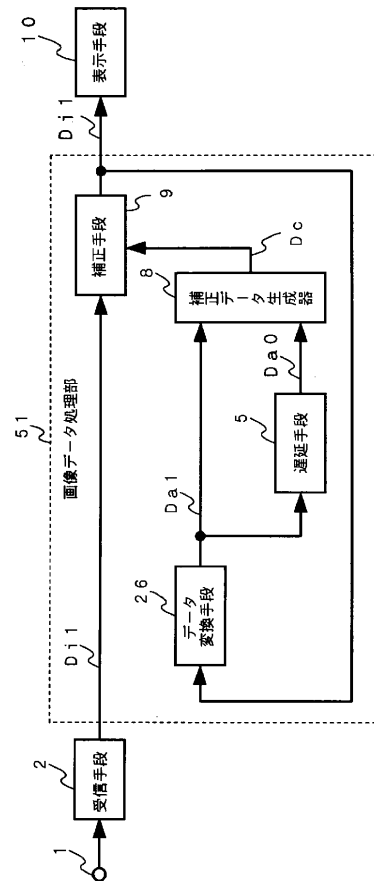 1
2
受信手段
Di1
51
画像データ処理部
26
データ
変換手段
Da1
5
遅延手段
Da0
8
補正データ生成器
Dc
9
補正手段
Dj1
10
表示手段